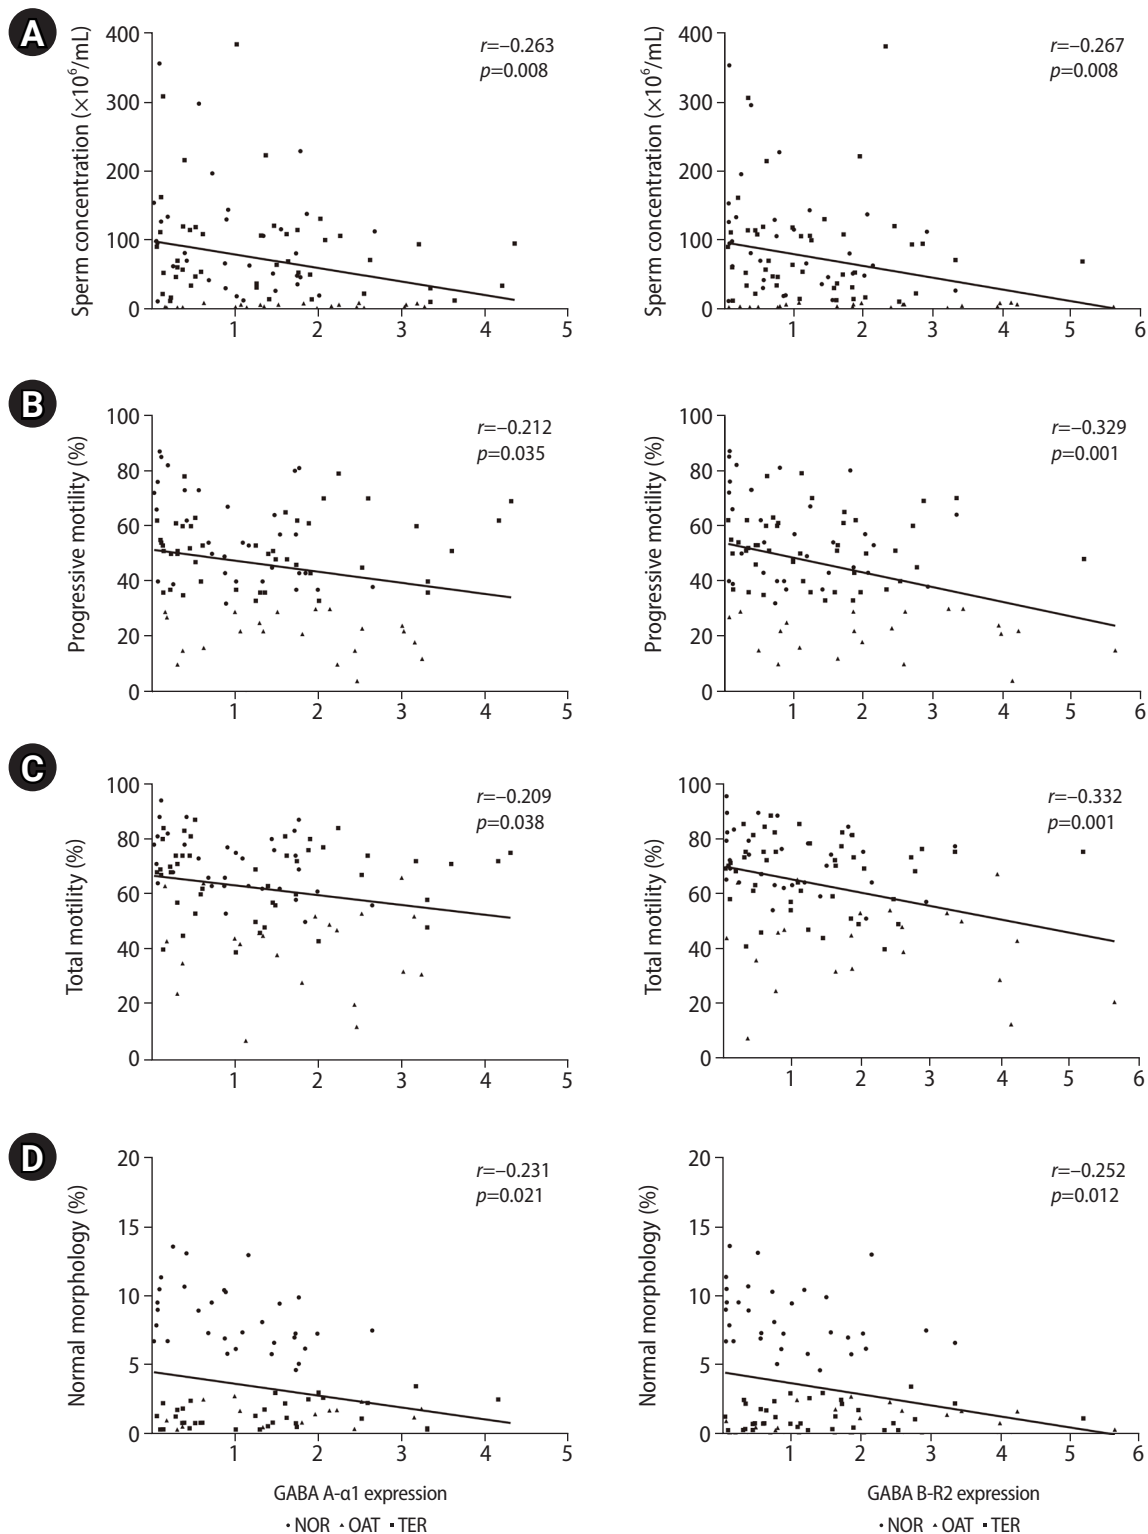 A
Sperm concentration (×10⁶/mL)
400
300
200
100
0
1 2 3 4 5
r=–0.263
p=0.008
Sperm concentration (×10⁶/mL)
400
300
200
100
0
1 2 3 4 5 6
r=–0.267
p=0.008
B
Progressive motility (%)
100
80
60
40
20
0
1 2 3 4 5
r=–0.212
p=0.035
Progressive motility (%)
100
80
60
40
20
0
1 2 3 4 5 6
r=–0.329
p=0.001
C
Total motility (%)
100
80
60
40
20
0
1 2 3 4 5
r=–0.209
p=0.038
Total motility (%)
100
80
60
40
20
0
1 2 3 4 5 6
r=–0.332
p=0.001
D
Normal morphology (%)
20
15
10
5
0
1 2 3 4 5
r=–0.231
p=0.021
GABA A-α1 expression
NOR OAT TER
Normal morphology (%)
20
15
10
5
0
1 2 3 4 5 6
r=–0.252
p=0.012
GABA B-R2 expression
NOR OAT TER